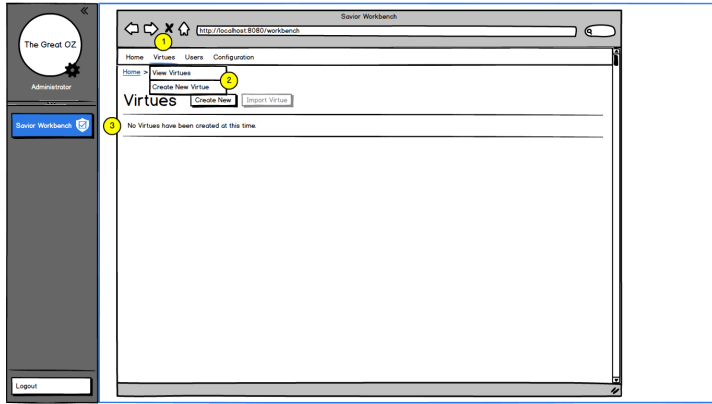 The Great OZ
Administrator
Savior Workbench
Logout
Savior Workbench
http://localhost:8080/workbench
1
Home Virtues Users Configuration
Home > View Virtues
2
Create New Virtue
Virtues Create New Import Virtue
3 No Virtues have been created at this time.